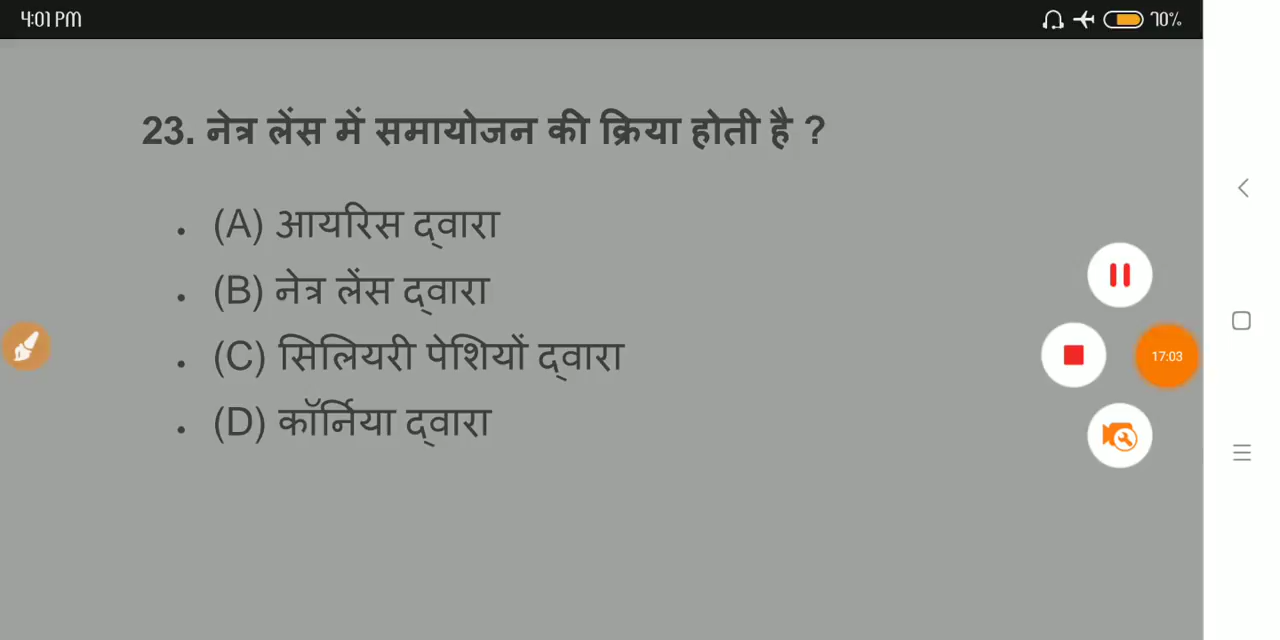 4:01 PM
70%
23. नेत्र लेंस में समायोजन की क्रिया होती है ?
• (A) आयरिस द्वारा
• (B) नेत्र लेंस द्वारा
• (C) सिलियरी पेशियों द्वारा
17:03
• (D) कॉर्निया द्वारा